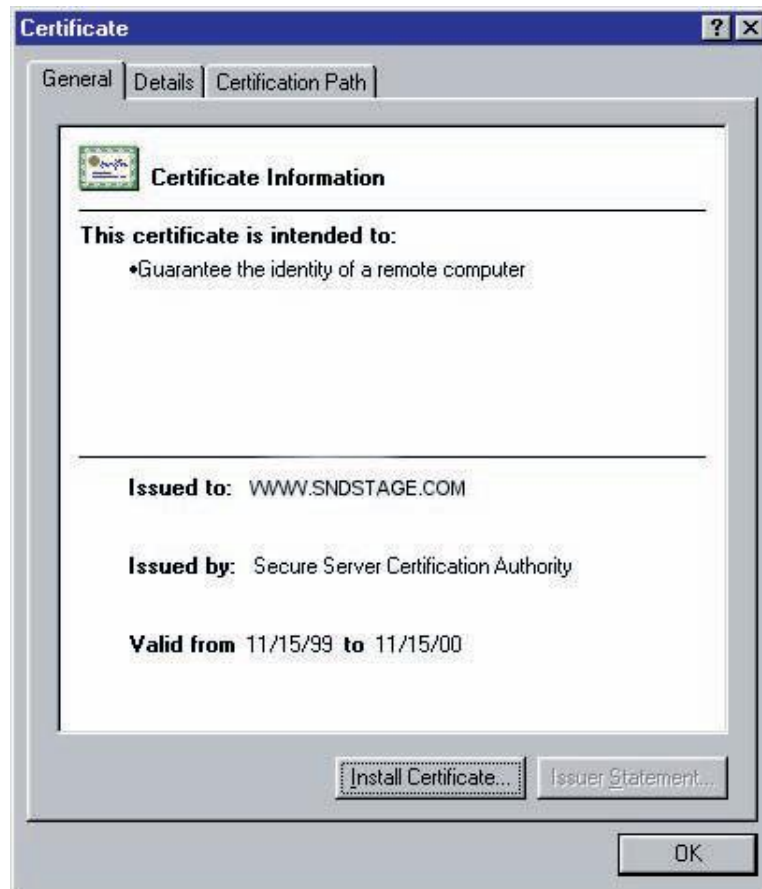 Certificate
General Details Certification Path
Certificate Information
This certificate is intended to:
•Guarantee the identity of a remote computer
Issued to: WWW.SNDSTAGE.COM
Issued by: Secure Server Certification Authority
Valid from 11/15/99 to 11/15/00
Install Certificate... Issuer Statement...
OK